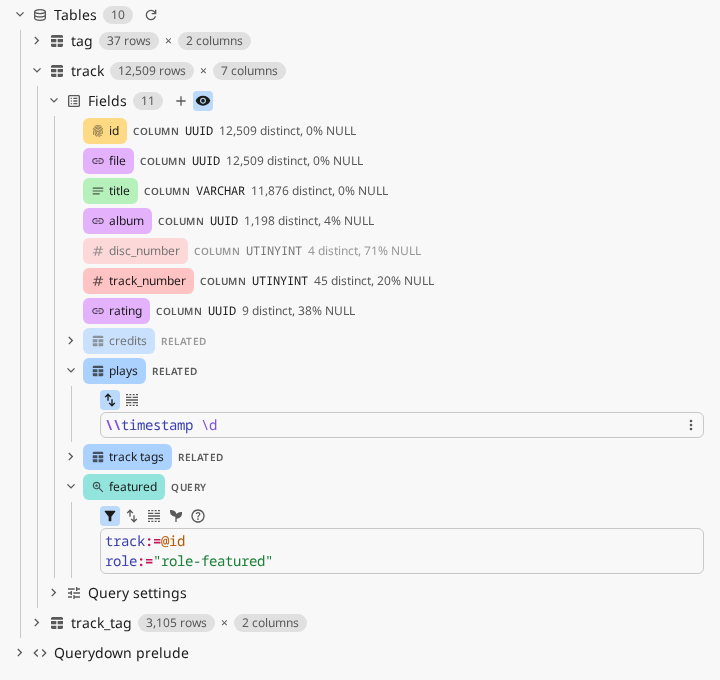 Tables 10
tag 37 rows × 2 columns
track 12,509 rows × 7 columns
Fields 11 +
id COLUMN UUID 12,509 distinct, 0% NULL
file COLUMN UUID 12,509 distinct, 0% NULL
title COLUMN VARCHAR 11,876 distinct, 0% NULL
album COLUMN UUID 1,198 distinct, 4% NULL
# disc_number COLUMN UTINYINT 4 distinct, 71% NULL
# track_number COLUMN UTINYINT 45 distinct, 20% NULL
rating COLUMN UUID 9 distinct, 38% NULL
credits RELATED
plays RELATED
\\timestamp \d
track tags RELATED
featured QUERY
track:=@id
role:="role-featured"
Query settings
track_tag 3,105 rows × 2 columns
Querydown prelude